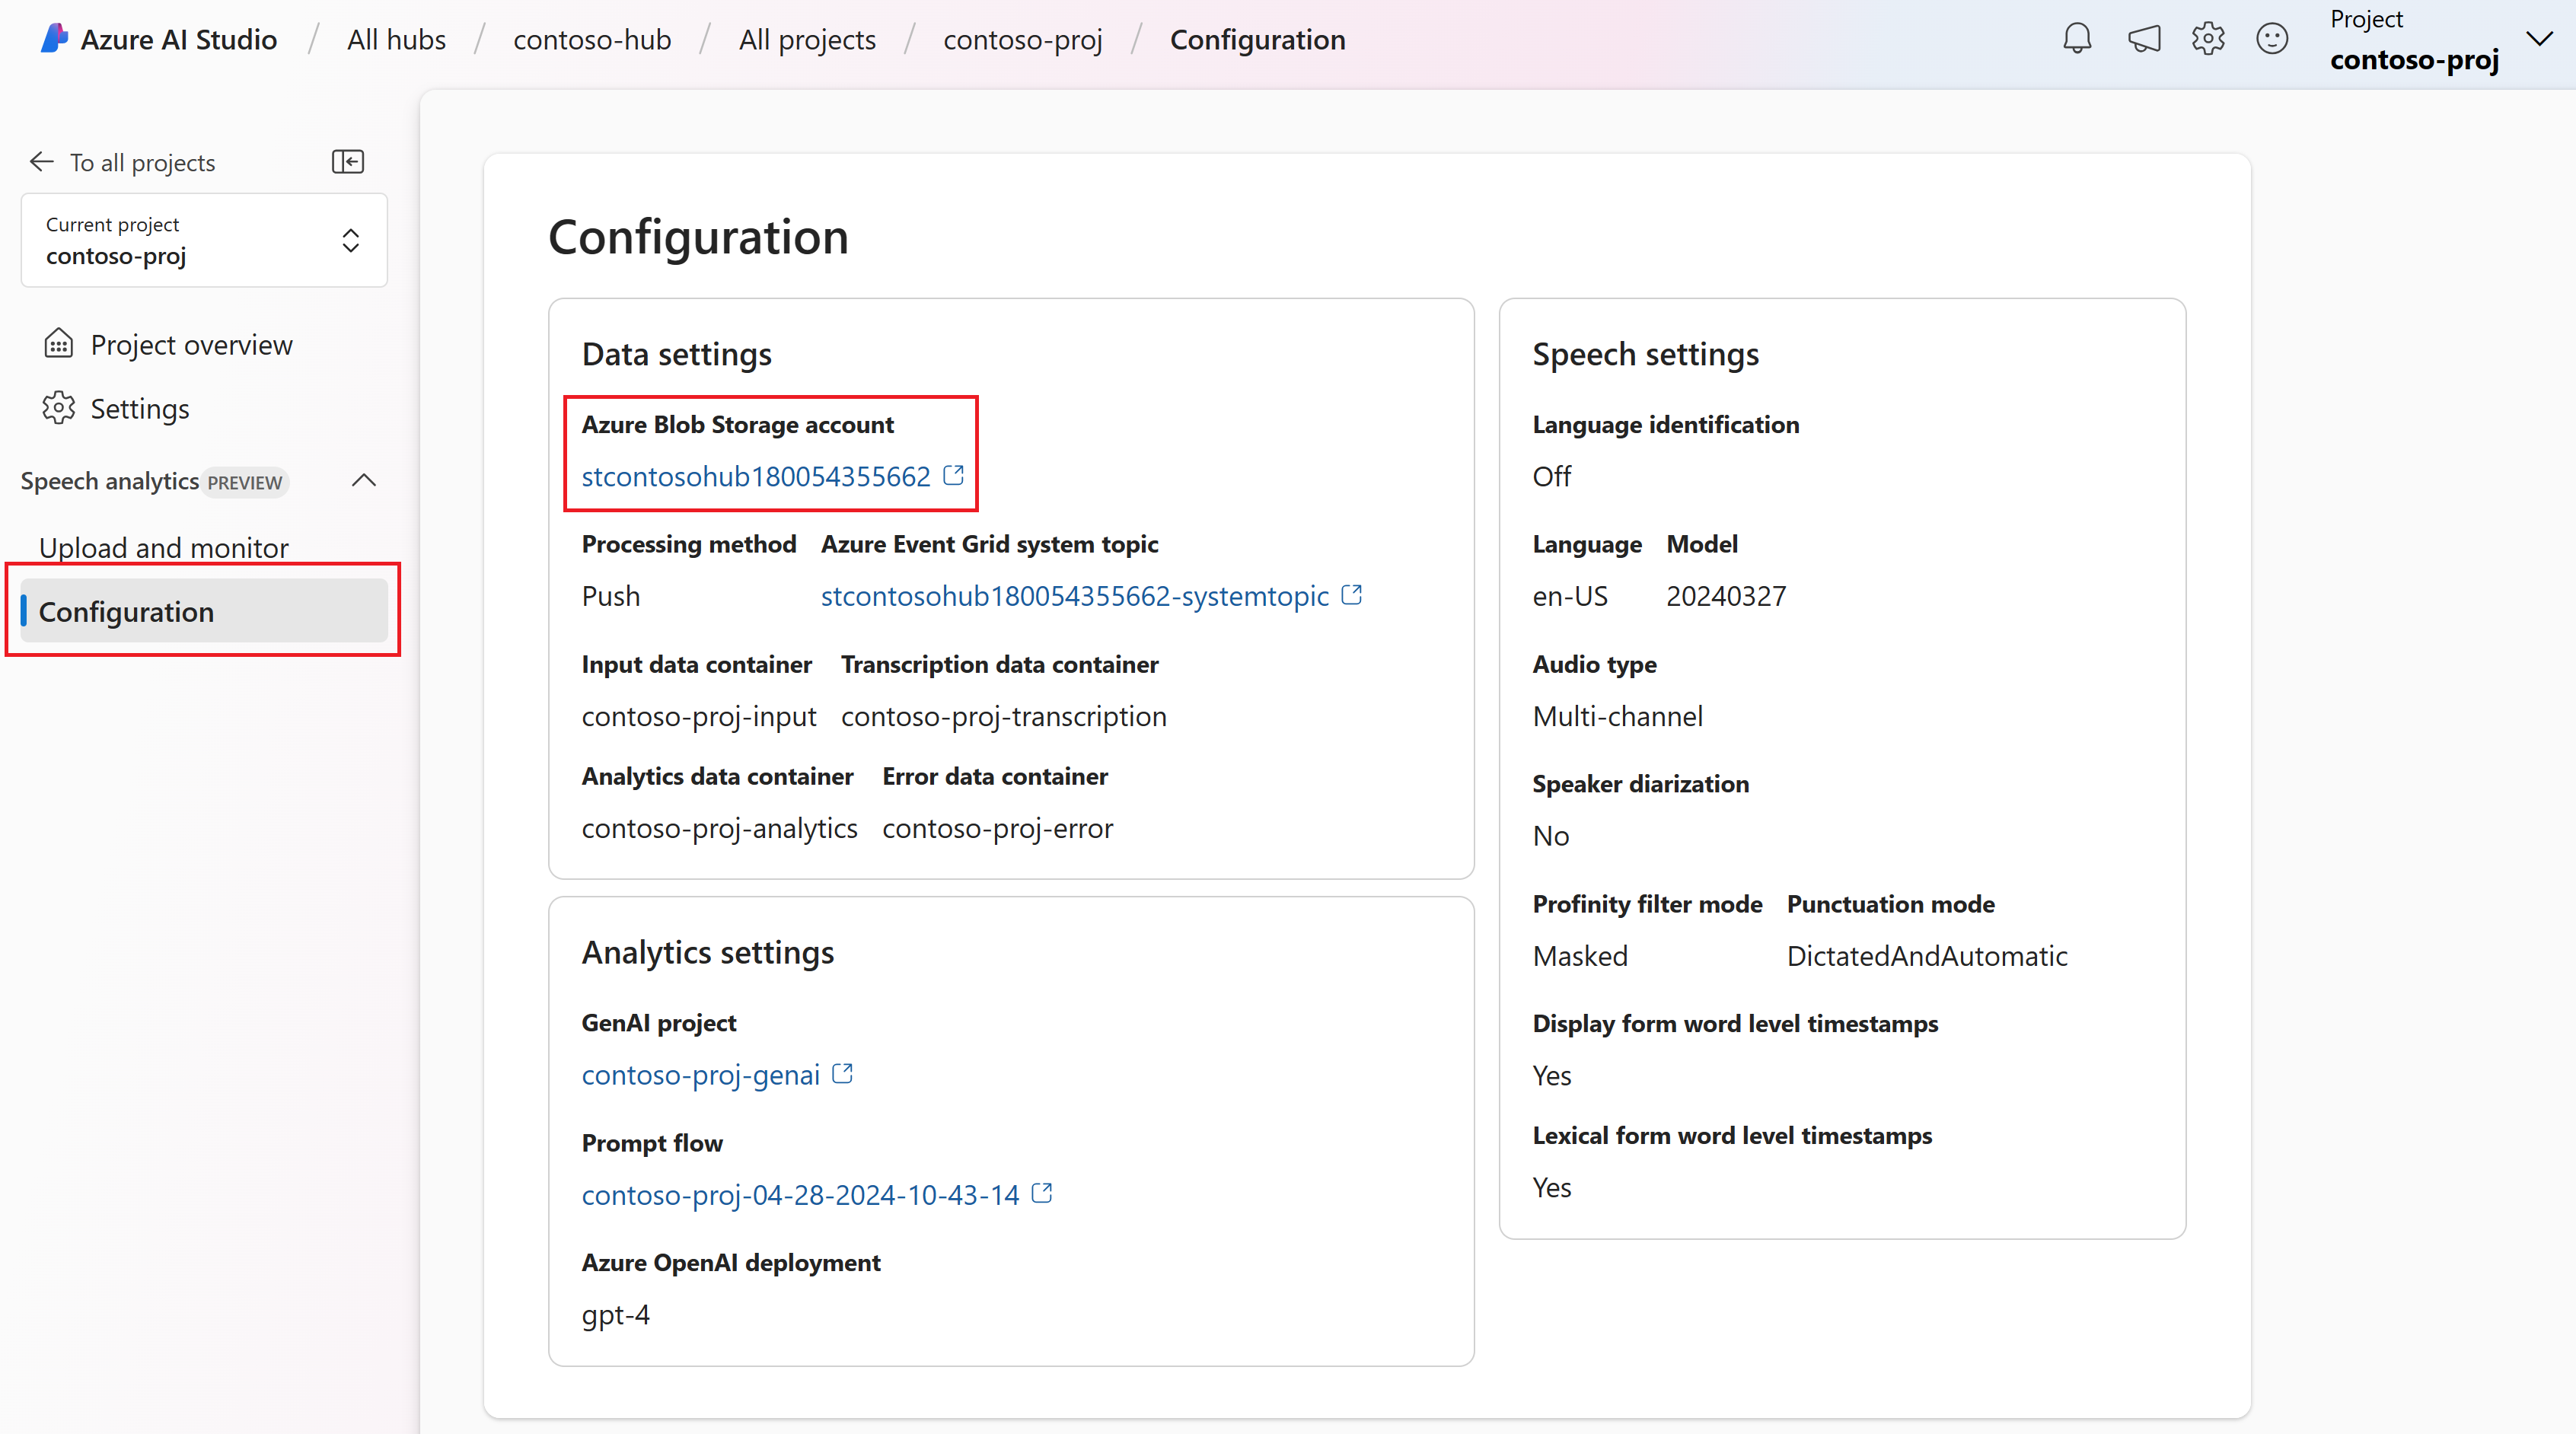 Azure AI Studio / All hubs / contoso-hub / All projects / contoso-proj / Configuration
Project
contoso-proj
To all projects
Current project
contoso-proj
Project overview
Settings
Speech analytics PREVIEW
Upload and monitor
Configuration
Configuration
Data settings
Azure Blob Storage account
stcontosohub180054355662
Processing method Azure Event Grid system topic
Push stcontosohub180054355662-systemtopic
Input data container Transcription data container
contoso-proj-input contoso-proj-transcription
Analytics data container Error data container
contoso-proj-analytics contoso-proj-error
Analytics settings
GenAI project
contoso-proj-genai
Prompt flow
contoso-proj-04-28-2024-10-43-14
Azure OpenAI deployment
gpt-4
Speech settings
Language identification
Off
Language Model
en-US 20240327
Audio type
Multi-channel
Speaker diarization
No
Profinity filter mode Punctuation mode
Masked DictatedAndAutomatic
Display form word level timestamps
Yes
Lexical form word level timestamps
Yes